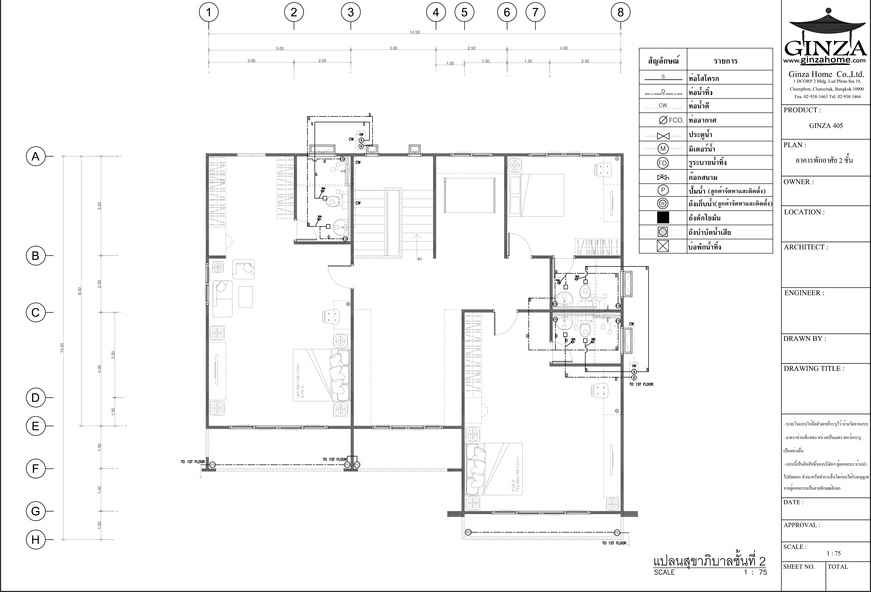 1 2 3 4 5 6 7 8
14.50
5.00 3.00 2.50 4.00
3.00 2.00 1.00 1.50 1.50 2.50
A
B
C
D
E
F
G
H
3.50
9.50
13.50
4.00
3.00
1.00
1.50
1.50
1.00
CW
CW
CW
CW
CW
TO 1ST FLOOR
TO 1ST FLOOR
TO 1ST FLOOR
TO 1ST FLOOR
สัญลักษณ์ รายการ
S ท่อโสโครก
D ท่อน้ำทิ้ง
CW ท่อน้ำดี
FCO. ท่ออากาศ
ประตูน้ำ
M มิเตอร์น้ำ
FD รูระบายน้ำทิ้ง
ก๊อกสนาม
P ปั๊มน้ำ (ลูกค้าจัดหาและติดตั้ง)
ถังเก็บน้ำ(ลูกค้าจัดหาและติดตั้ง)
ถังดักไขมัน
ถังบำบัดน้ำเสีย
บ่อพักน้ำทิ้ง
แปลนสุขาภิบาลชั้นที่ 2
SCALE 1 : 75
GINZA
www.ginzahome.com
Ginza Home Co.,Ltd.
1 DCORP 2 Bldg. Lad Phrao Soi 19,
Chomphon, Chatuchak, Bangkok 10900
Fax. 02-938-3463 Tel. 02-938-3464
PRODUCT :
GINZA 405
PLAN :
อาคารพักอาศัย 2 ชั้น
OWNER :
LOCATION :
ARCHITECT :
ENGINEER :
DRAWN BY :
DRAWING TITLE :
DATE :
APPROVAL :
SCALE :
1 : 75
SHEET NO. TOTAL